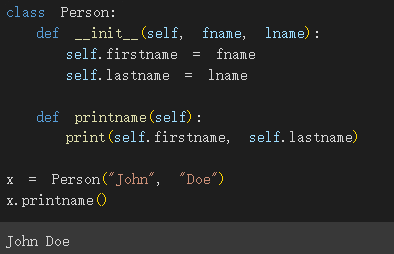 class Person:
    def __init__(self, fname, lname):
        self.firstname = fname
        self.lastname = lname

    def printname(self):
        print(self.firstname, self.lastname)

x = Person("John", "Doe")
x.printname()

John Doe